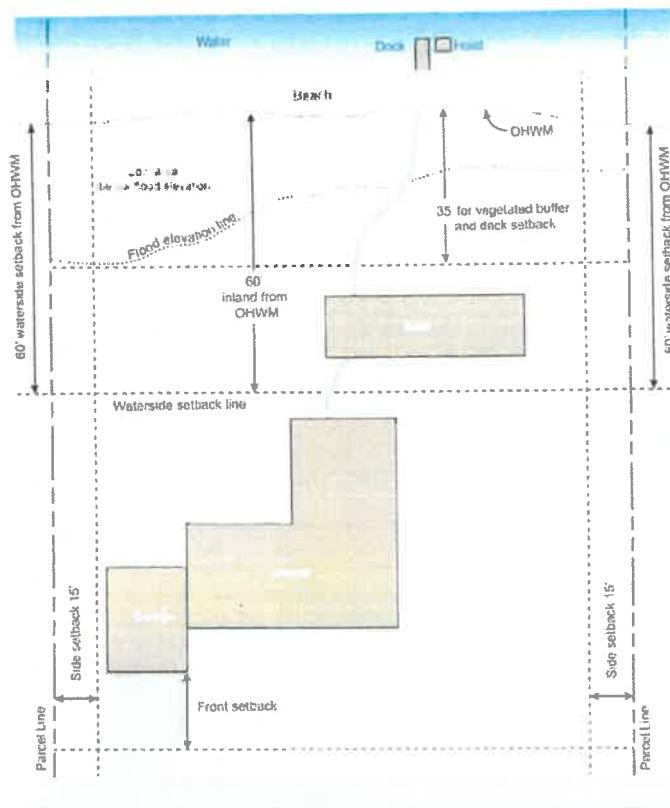 Water
Dock
Hoist
Beach
OHWM
60' waterside setback from OHWM
60' waterside setback from OHWM
flood elevation
Flood elevation line
35' for vegetated buffer
and deck setback
60'
inland from
OHWM
Waterside setback line
Side setback 15'
Side setback 15'
Front setback
Parcel Line
Parcel Line